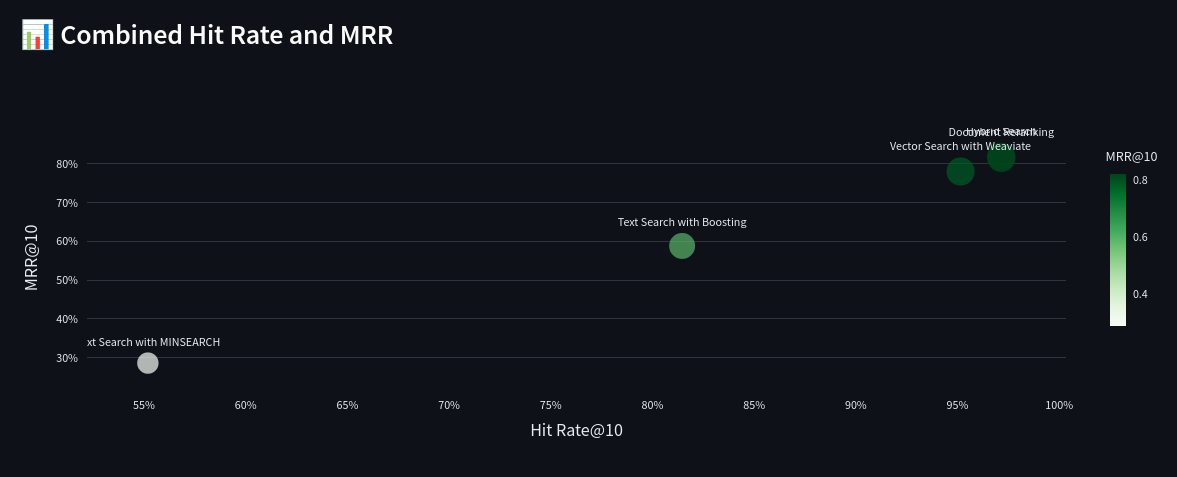 Combined Hit Rate and MRR
Hybrid Search
Document Reranking
Vector Search with Weaviate
Text Search with Boosting
xt Search with MINSEARCH
MRR@10
80%
70%
60%
50%
40%
30%
55%
60%
65%
70%
75%
80%
85%
90%
95%
100%
Hit Rate@10
MRR@10
0.8
0.6
0.4